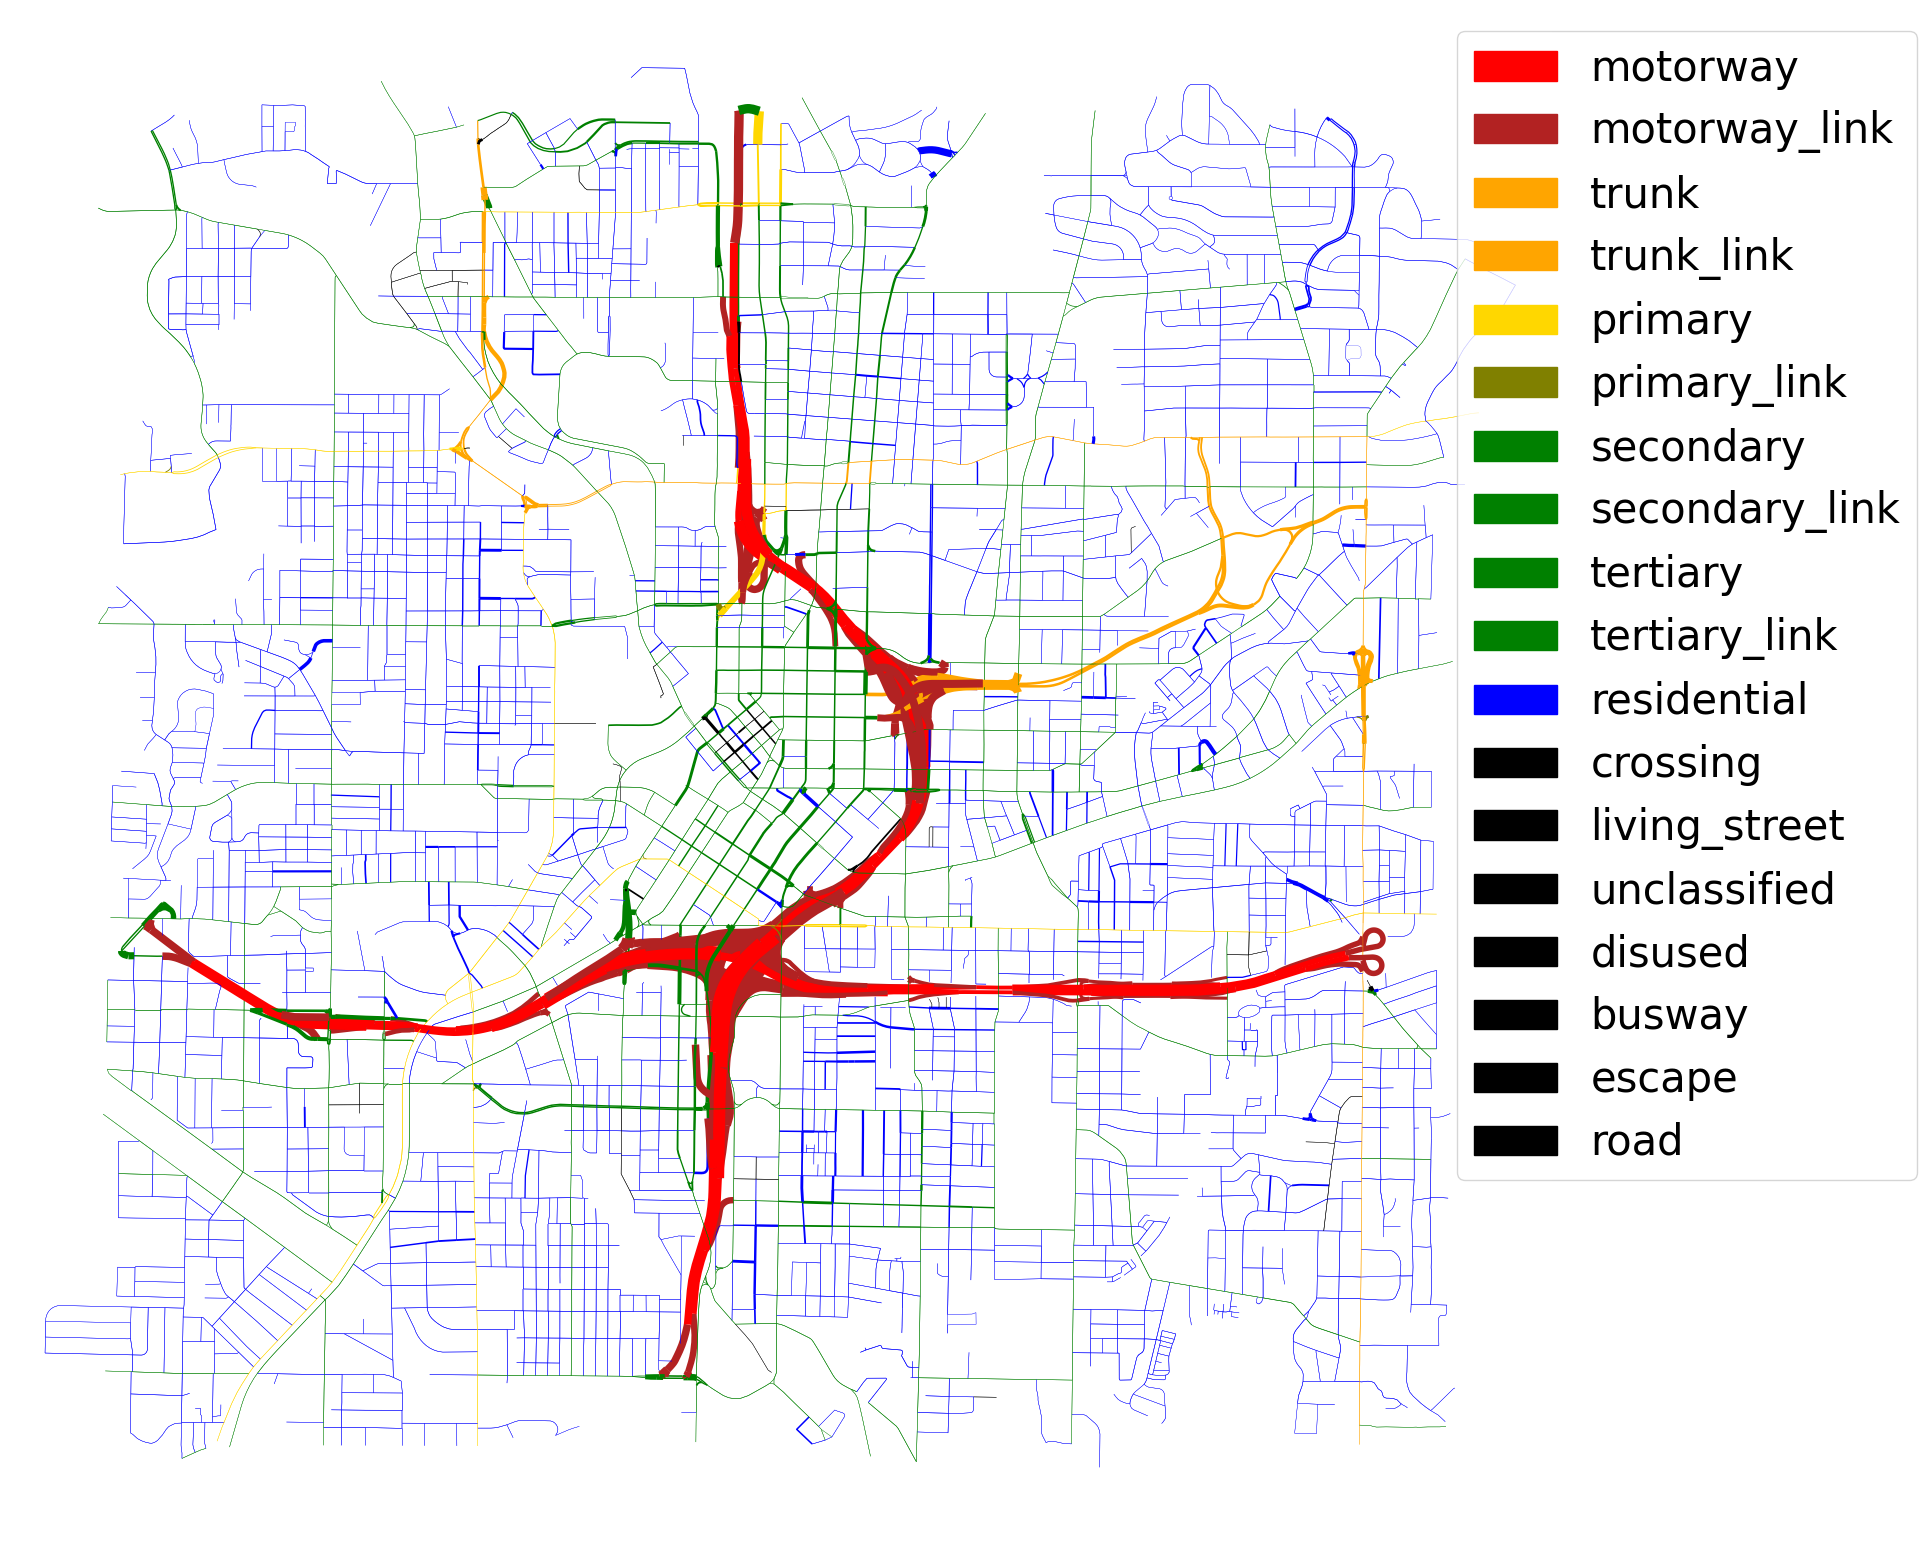 motorway
motorway_link
trunk
trunk_link
primary
primary_link
secondary
secondary_link
tertiary
tertiary_link
residential
crossing
living_street
unclassified
disused
busway
escape
road